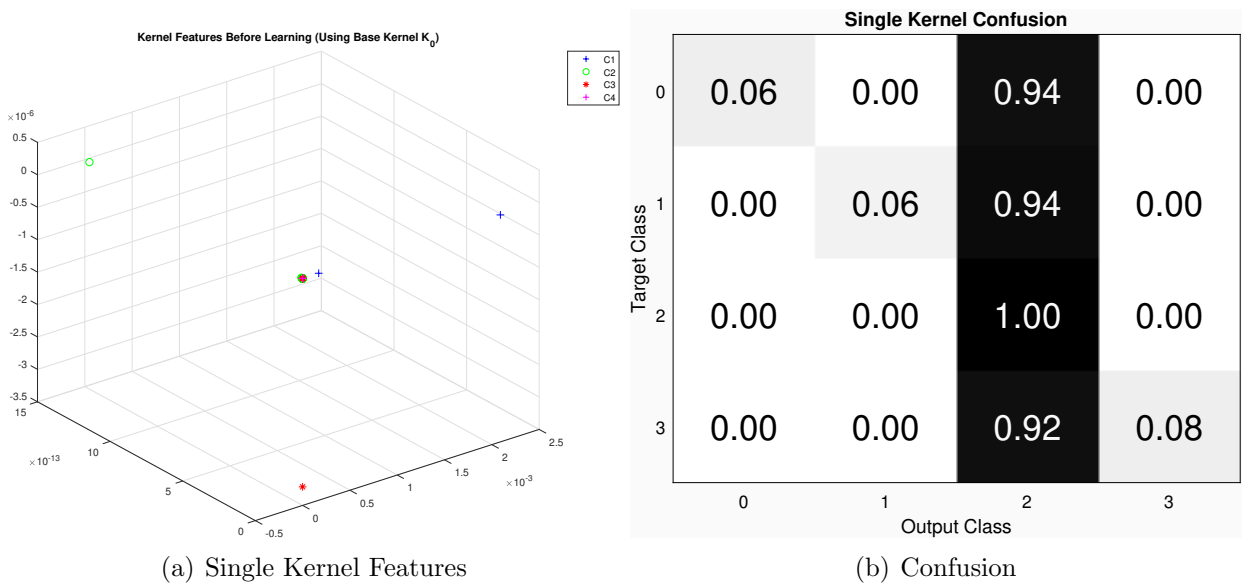 Kernel Features Before Learning (Using Base Kernel K0)
C1
C2
C3
C4
×10-6
0.5
0
-0.5
-1
-1.5
-2
-2.5
-3
-3.5
15
10
5
0
×10-13
-0.5
0
0.5
1
1.5
2
2.5
×10-3
(a) Single Kernel Features
Single Kernel Confusion
Target Class
0 0.06 0.00 0.94 0.00
1 0.00 0.06 0.94 0.00
2 0.00 0.00 1.00 0.00
3 0.00 0.00 0.92 0.08
0 1 2 3
Output Class
(b) Confusion